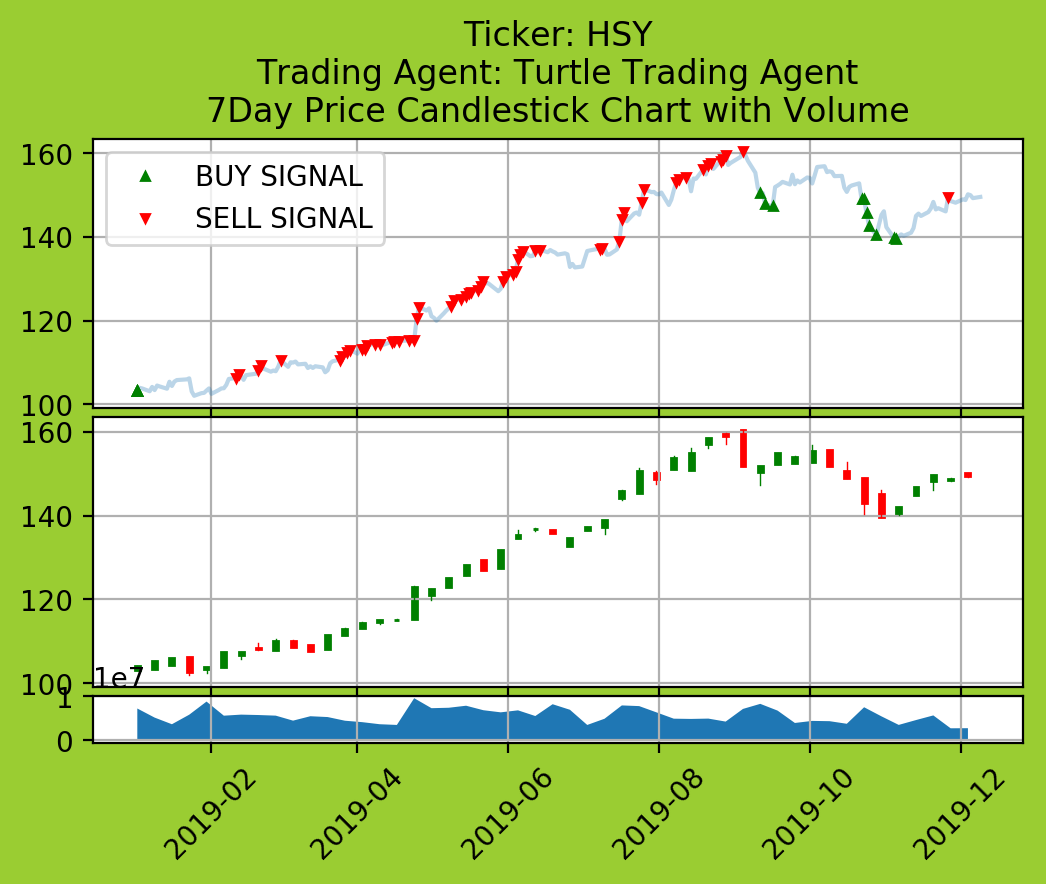 Ticker: HSY
Trading Agent: Turtle Trading Agent
7Day Price Candlestick Chart with Volume
160
BUY SIGNAL
SELL SIGNAL
140
120
100
160
140
120
100
1e7
1
0
2019-02
2019-04
2019-06
2019-08
2019-10
2019-12